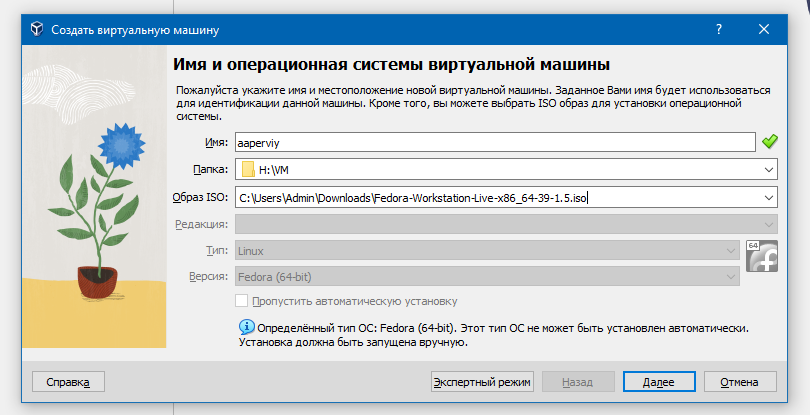 Создать виртуальную машину
?
Имя и операционная системы виртуальной машины
Пожалуйста укажите имя и местоположение новой виртуальной машины. Заданное Вами имя будет использоваться
для идентификации данной машины. Кроме того, вы можете выбрать ISO образ для установки операционной
системы.
Имя: aaperviy
Папка: H:\VM
Образ ISO: C:\Users\Admin\Downloads\Fedora-Workstation-Live-x86_64-39-1.5.iso
Редакция:
Тип: Linux
64
Версия: Fedora (64-bit)
Пропустить автоматическую установку
Определённый тип ОС: Fedora (64-bit). Этот тип ОС не может быть установлен автоматически.
Установка должна быть запущена вручную.
Справка Экспертный режим Назад Далее Отмена